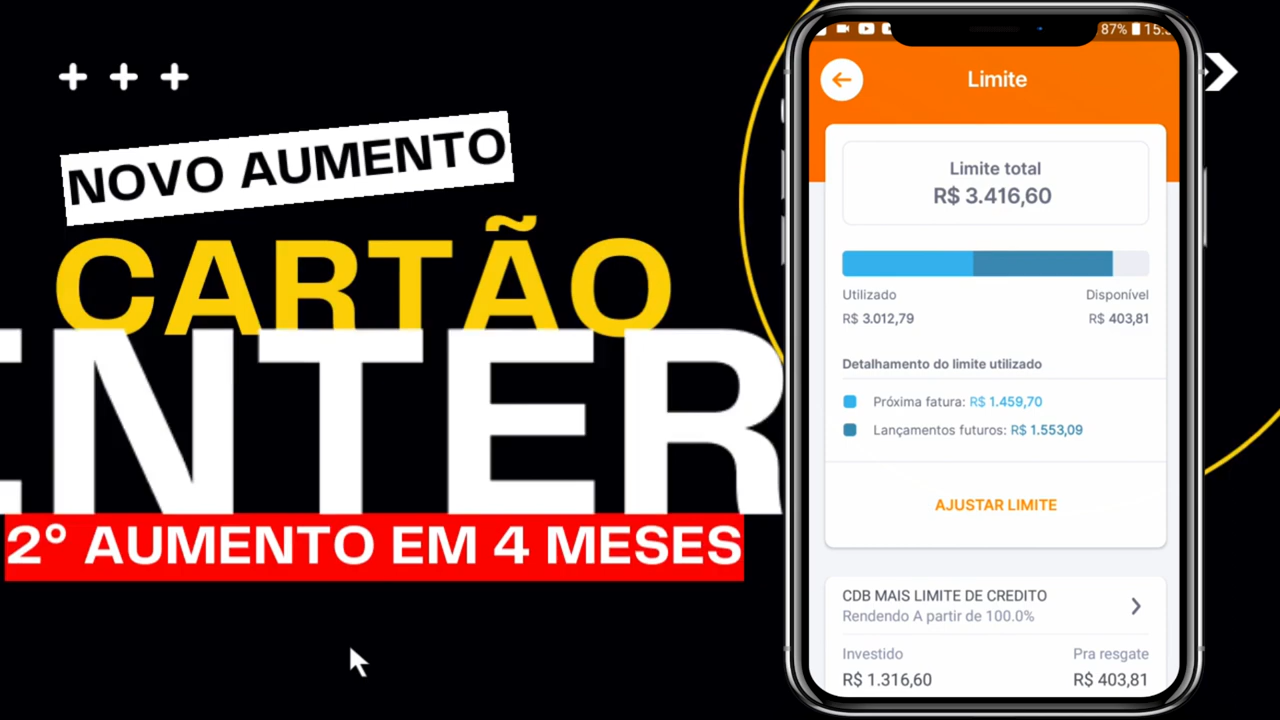 NOVO AUMENTO
CARTÃO
ENTER
2° AUMENTO EM 4 MESES
87%
Limite
Limite total
R$ 3.416,60
Utilizado Disponível
R$ 3.012,79 R$ 403,81
Detalhamento do limite utilizado
Próxima fatura: R$ 1.459,70
Lançamentos futuros: R$ 1.553,09
AJUSTAR LIMITE
CDB MAIS LIMITE DE CREDITO
Rendendo A partir de 100.0%
Investido Pra resgate
R$ 1.316,60 R$ 403,81